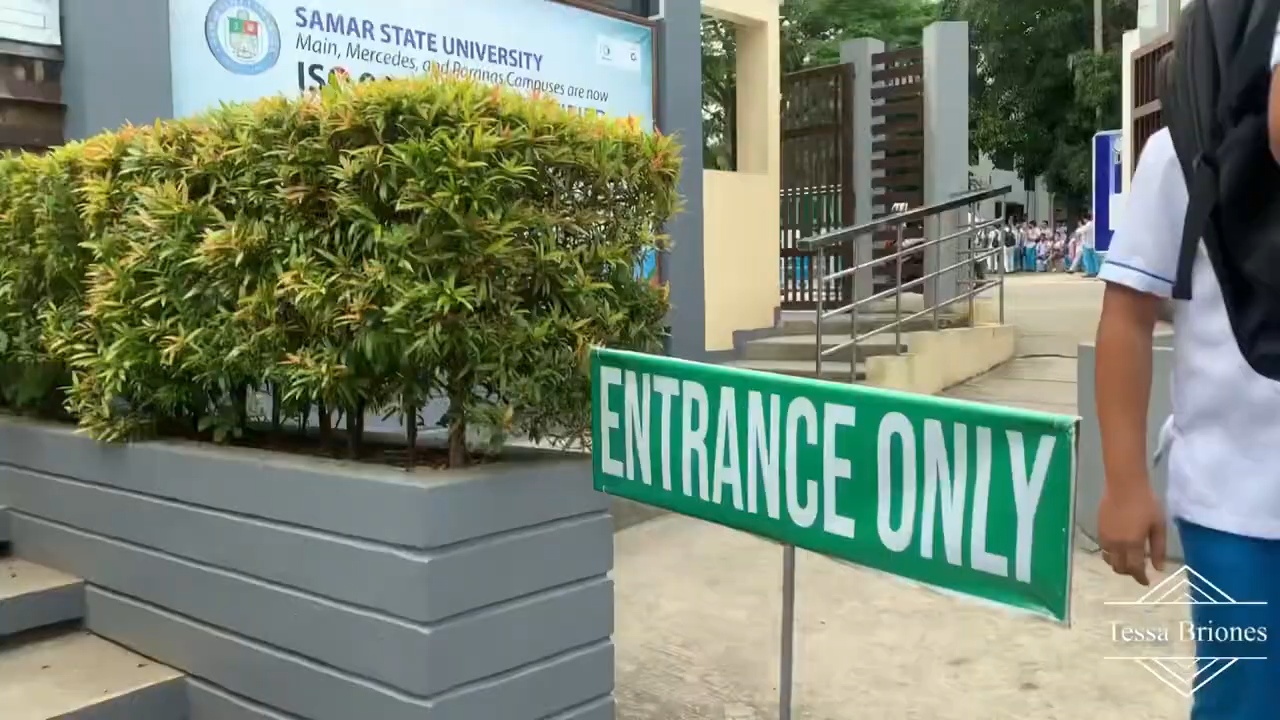 SAMAR STATE UNIVERSITY
Main, Mercedes, and Paranas Campuses are now
ENTRANCE ONLY
Tessa Briones